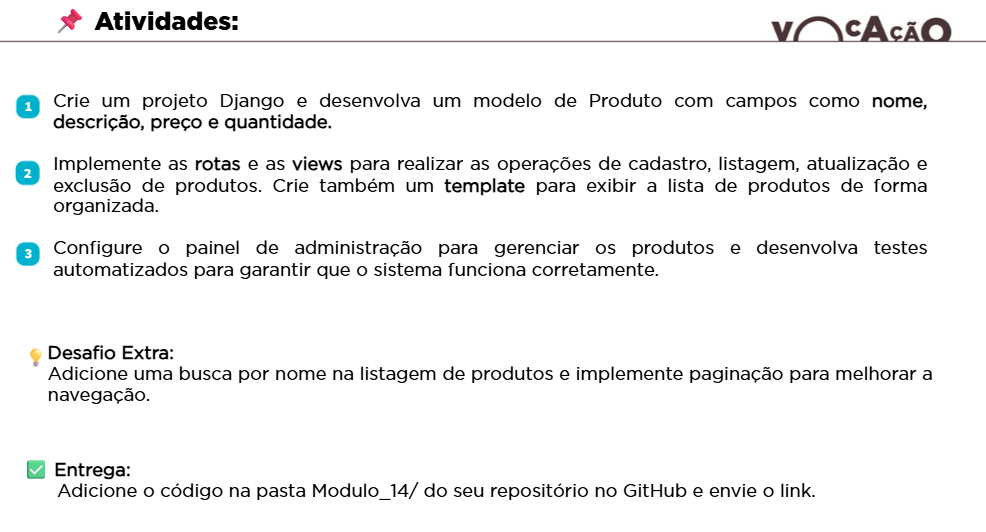 Atividades:
VOCAÇÃO
1
Crie um projeto Django e desenvolva um modelo de Produto com campos como nome,
descrição, preço e quantidade.
2
Implemente as rotas e as views para realizar as operações de cadastro, listagem, atualização e
exclusão de produtos. Crie também um template para exibir a lista de produtos de forma
organizada.
3
Configure o painel de administração para gerenciar os produtos e desenvolva testes
automatizados para garantir que o sistema funciona corretamente.
Desafio Extra:
Adicione uma busca por nome na listagem de produtos e implemente paginação para melhorar a
navegação.
Entrega:
Adicione o código na pasta Modulo_14/ do seu repositório no GitHub e envie o link.